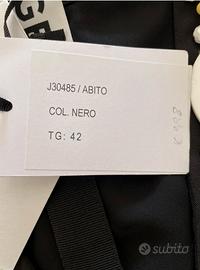 J30485 / ABITO
COL. NERO
TG: 42
subito